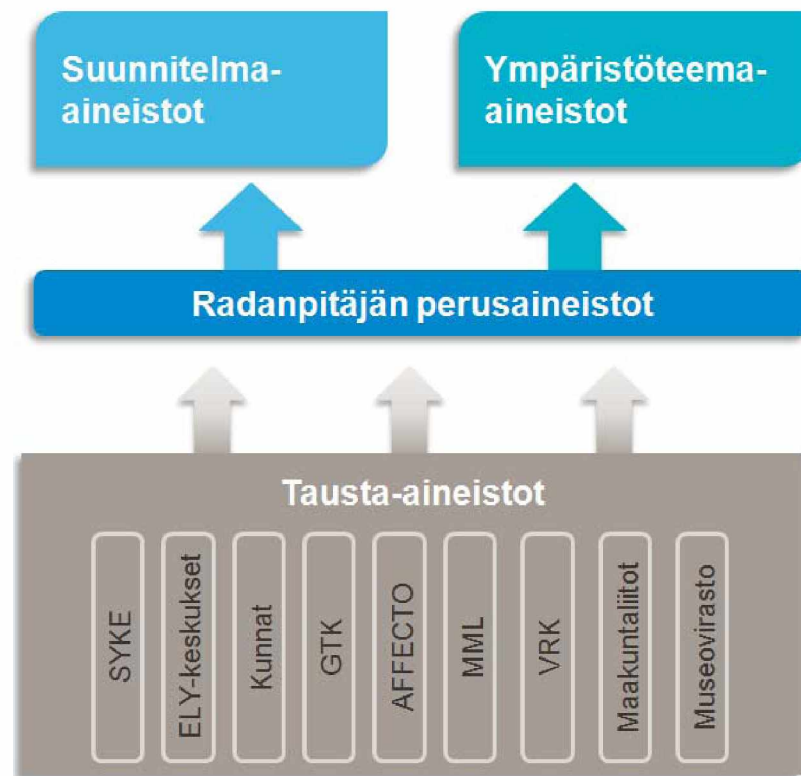 Suunnitelma-
aineistot
Ympäristöteema-
aineistot
Radanpitäjän perusaineistot
Tausta-aineistot
SYKE
ELY-keskukset
Kunnat
GTK
AFFECTO
MML
VRK
Maakuntaliitot
Museovirasto